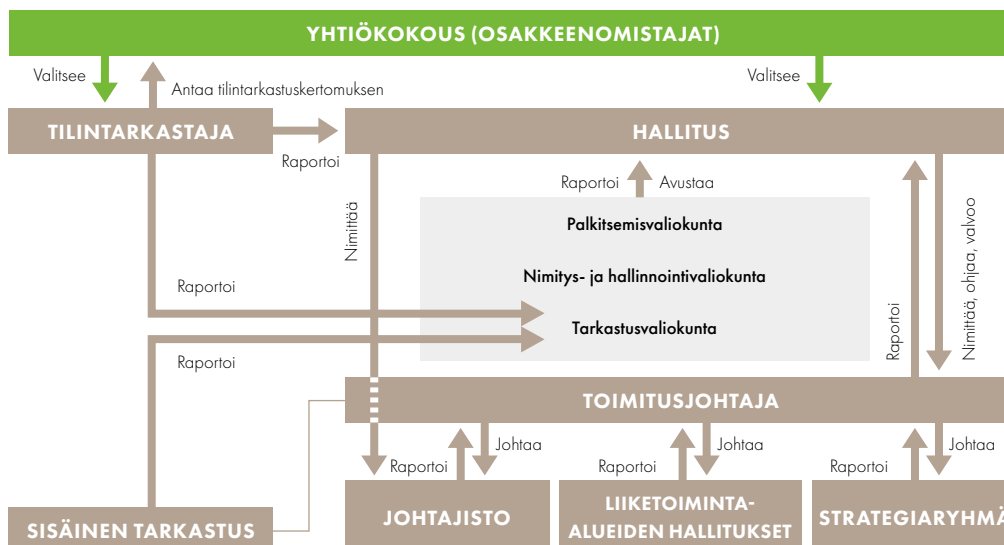 YHTIÖKOKOUS (OSAKKEENOMISTAJAT)
Valitsee
Antaa tilintarkastuskertomuksen
Valitsee
TILINTARKASTAJA
HALLITUS
Raportoi
Raportoi
Avustaa
Nimittää
Palkitsemisvaliokunta
Nimitys- ja hallinnointivaliokunta
Tarkastusvaliokunta
Raportoi
Raportoi
Raportoi
Nimittää, ohjaa, valvoo
TOIMITUSJOHTAJA
Raportoi
Johtaa
Raportoi
Johtaa
Raportoi
Johtaa
SISÄINEN TARKASTUS
JOHTAJISTO
LIIKETOIMINTA-
ALUEIDEN HALLITUKSET
STRATEGIARYHMÄ